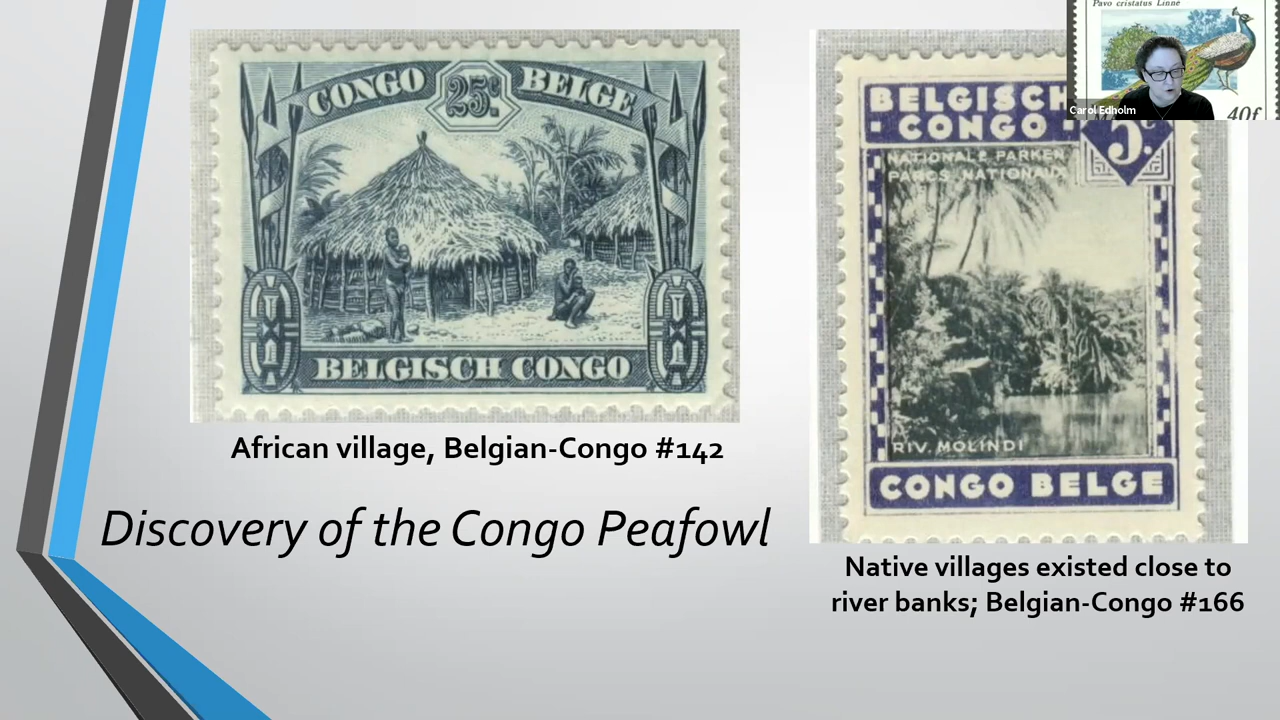 CONGO 25c. BELGE
BELGISCH CONGO
African village, Belgian-Congo #142
Discovery of the Congo Peafowl
BELGISCH
CONGO
5c.
NATIONALE PARKEN
PARCS NATIONAUX
RIV. MOLINDI
CONGO BELGE
Native villages existed close to
river banks; Belgian-Congo #166
Pavo cristatus Linné
Carol Edholm
40f